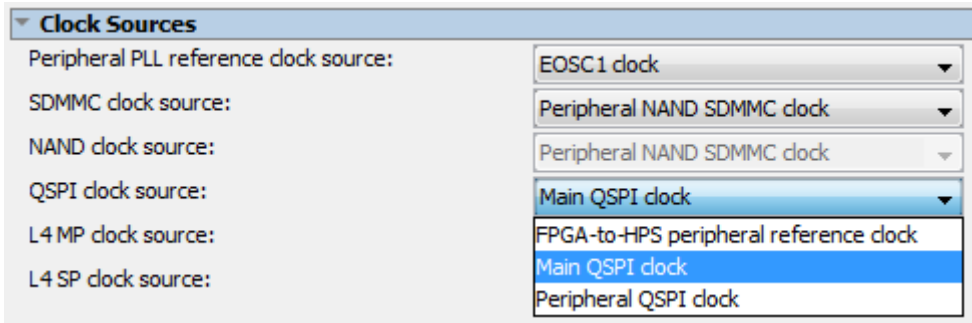 Clock Sources
Peripheral PLL reference clock source: EOSC1 clock
SDMMC clock source: Peripheral NAND SDMMC clock
NAND clock source: Peripheral NAND SDMMC clock
QSPI clock source: Main QSPI clock
L4 MP clock source: FPGA-to-HPS peripheral reference clock
Main QSPI clock
L4 SP clock source:
Peripheral QSPI clock